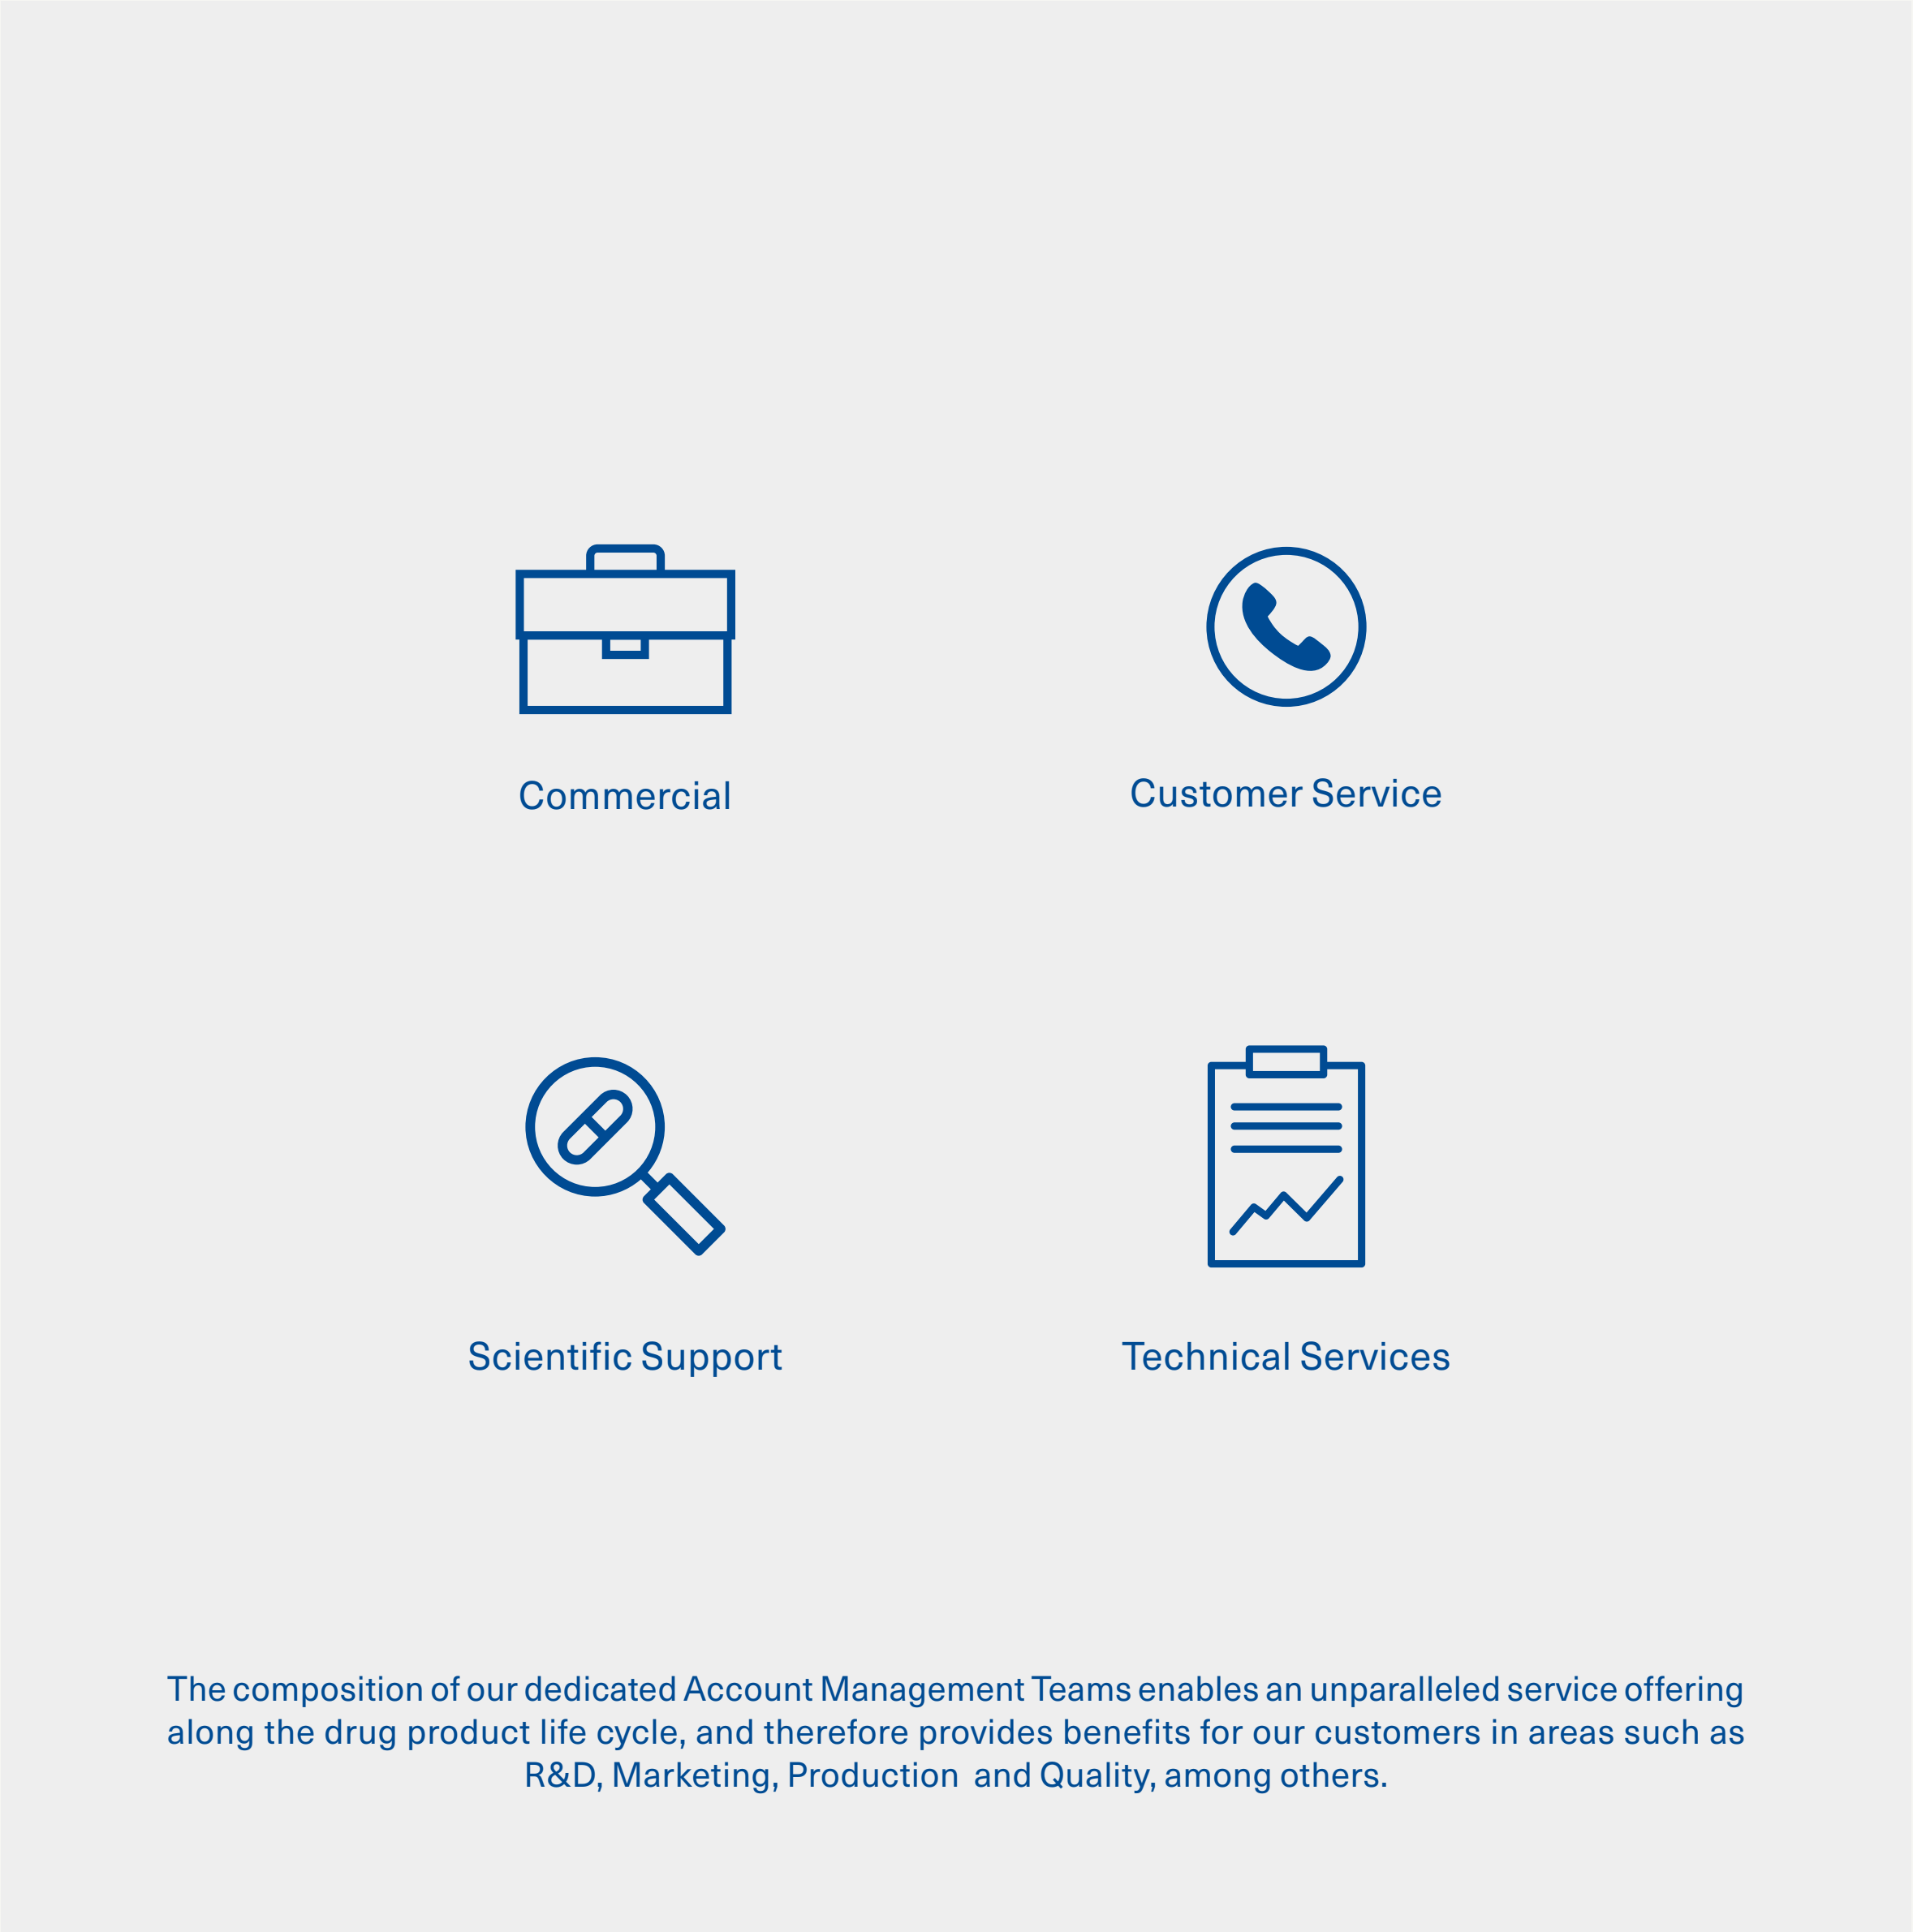 Commercial
Customer Service
Scientific Support
Technical Services
The composition of our dedicated Account Management Teams enables an unparalleled service offering
along the drug product life cycle, and therefore provides benefits for our customers in areas such as
R&D, Marketing, Production  and Quality, among others.